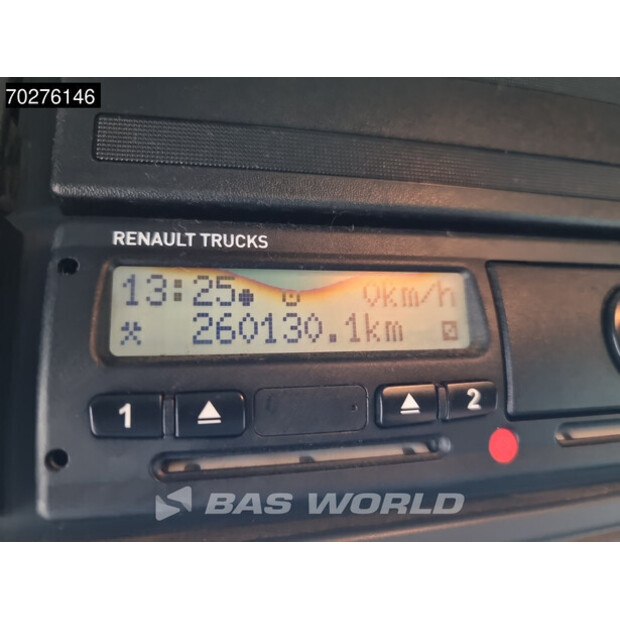 70276146
RENAULT TRUCKS
13:25 0km/h
260130.1km
1 2
BAS WORLD